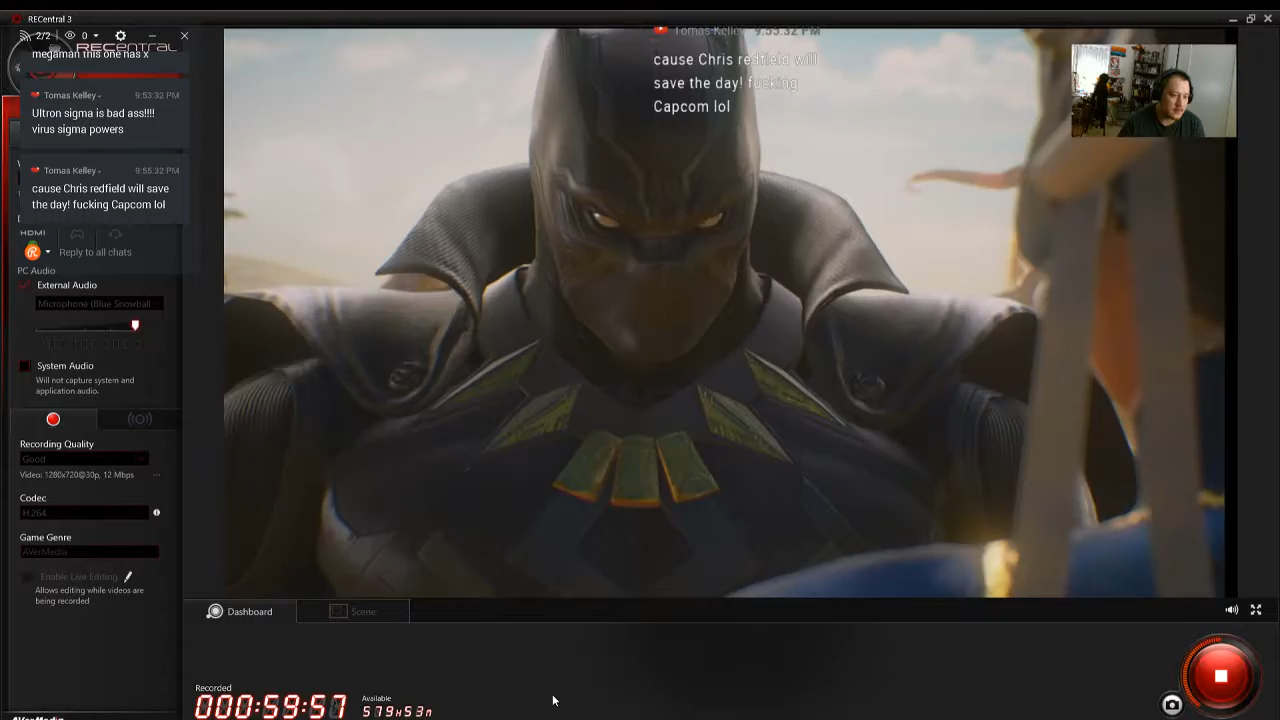 RECentral 3
2/2 0
RECENTRAL
megaman this one has x
Tomas Kelley 9:53:32 PM
Ultron sigma is bad ass!!!!
virus sigma powers
Tomas Kelley 9:55:32 PM
cause Chris redfield will save
the day! fucking Capcom lol
HDMI
Reply to all chats
PC Audio
External Audio
Microphone (Blue Snowball
System Audio
Will not capture system and
application audio.
Recording Quality
Good
Video: 1280x720@30p, 12 Mbps ...
Codec
H.264
Game Genre
AVerMedia
Enable Live Editing
Allows editing while videos are
being recorded
AVerMedia
Tomas Kelley 9:55:32 PM
cause Chris redfield will
save the day! fucking
Capcom lol
Dashboard
Scene
Recorded
000:59:57
Available
579H53m